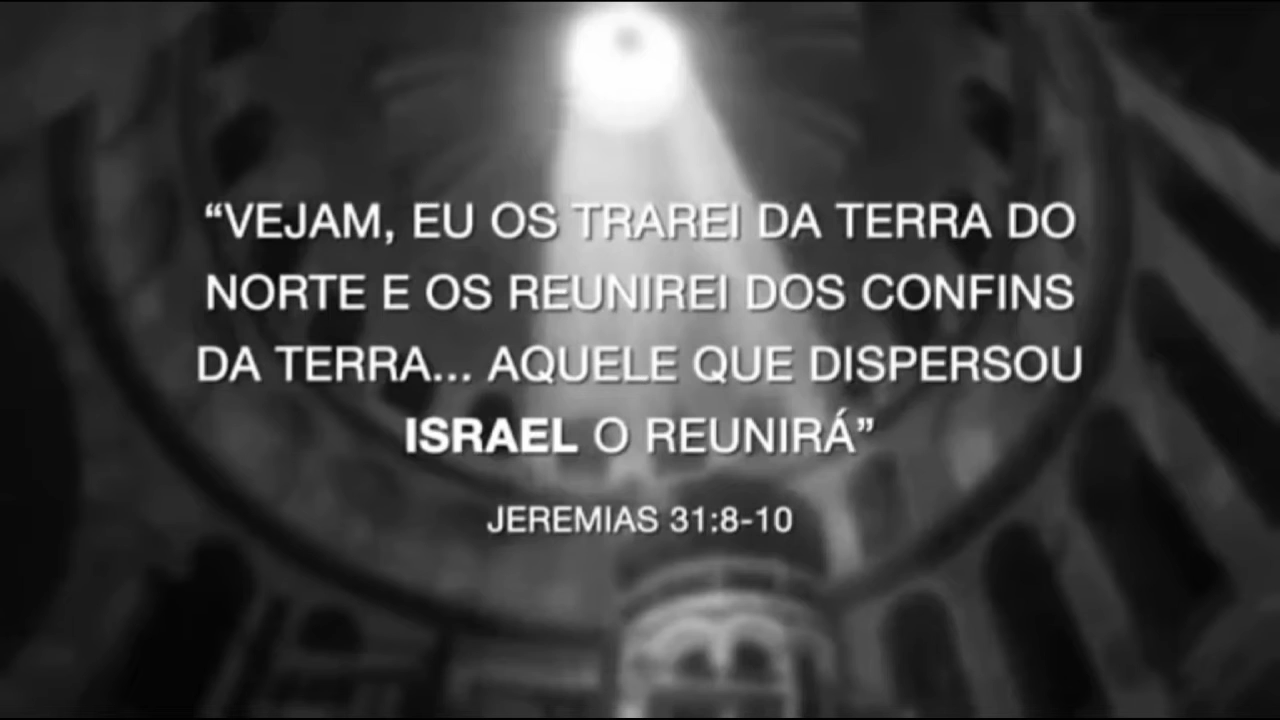 “VEJAM, EU OS TRAREI DA TERRA DO
NORTE E OS REUNIREI DOS CONFINS
DA TERRA... AQUELE QUE DISPERSOU
ISRAEL O REUNIRÁ”
JEREMIAS 31:8-10